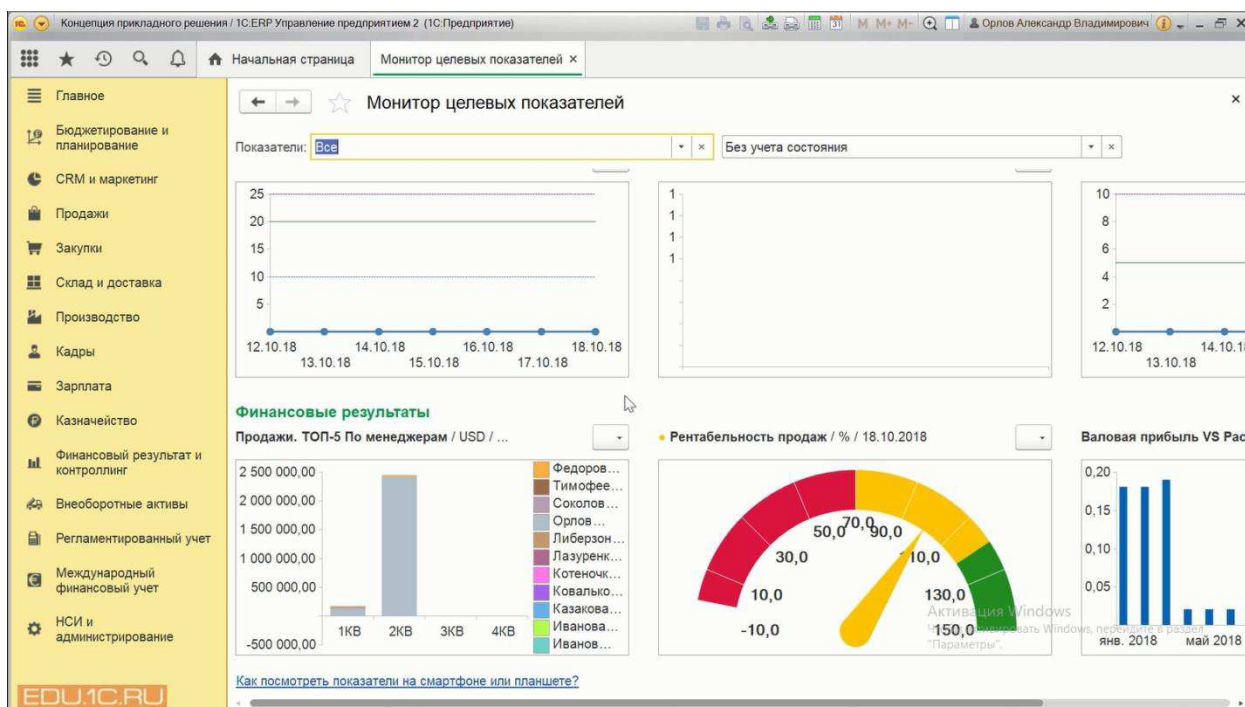 Концепция прикладного решения / 1С:ERP Управление предприятием 2 (1С:Предприятие)
M M+ M- Орлов Александр Владимирович
Начальная страница
Монитор целевых показателей
Главное
Бюджетирование и
планирование
CRM и маркетинг
Продажи
Закупки
Склад и доставка
Производство
Кадры
Зарплата
Казначейство
Финансовый результат и
контроллинг
Внеоборотные активы
Регламентированный учет
Международный
финансовый учет
НСИ и
администрирование
EDU.1C.RU
Монитор целевых показателей
Показатели: Все
Без учета состояния
25
20
15
10
5
12.10.18 14.10.18 16.10.18 18.10.18
13.10.18 15.10.18 17.10.18
1
1
1
1
10
8
6
4
2
12.10.18 14.10.1
13.10.18
Финансовые результаты
Продажи. ТОП-5 По менеджерам / USD / ...
2 500 000,00
2 000 000,00
1 500 000,00
1 000 000,00
500 000,00
-500 000,00
1КВ 2КВ 3КВ 4КВ
Федоров...
Тимофее...
Соколов...
Орлов...
Либерзон...
Лазуренк...
Котеночк...
Ковалько...
Казакова...
Иванова...
Иванов...
Рентабельность продаж / % / 18.10.2018
-10,0
10,0
30,0
50,0
70,0
90,0
110,0
130,0
150,0
Валовая прибыль VS Рас
0,20
0,15
0,10
0,05
янв. 2018 май 2018
Активация Windows
активировать Windows, перейдите в раздел
"Параметры".
Как посмотреть показатели на смартфоне или планшете?